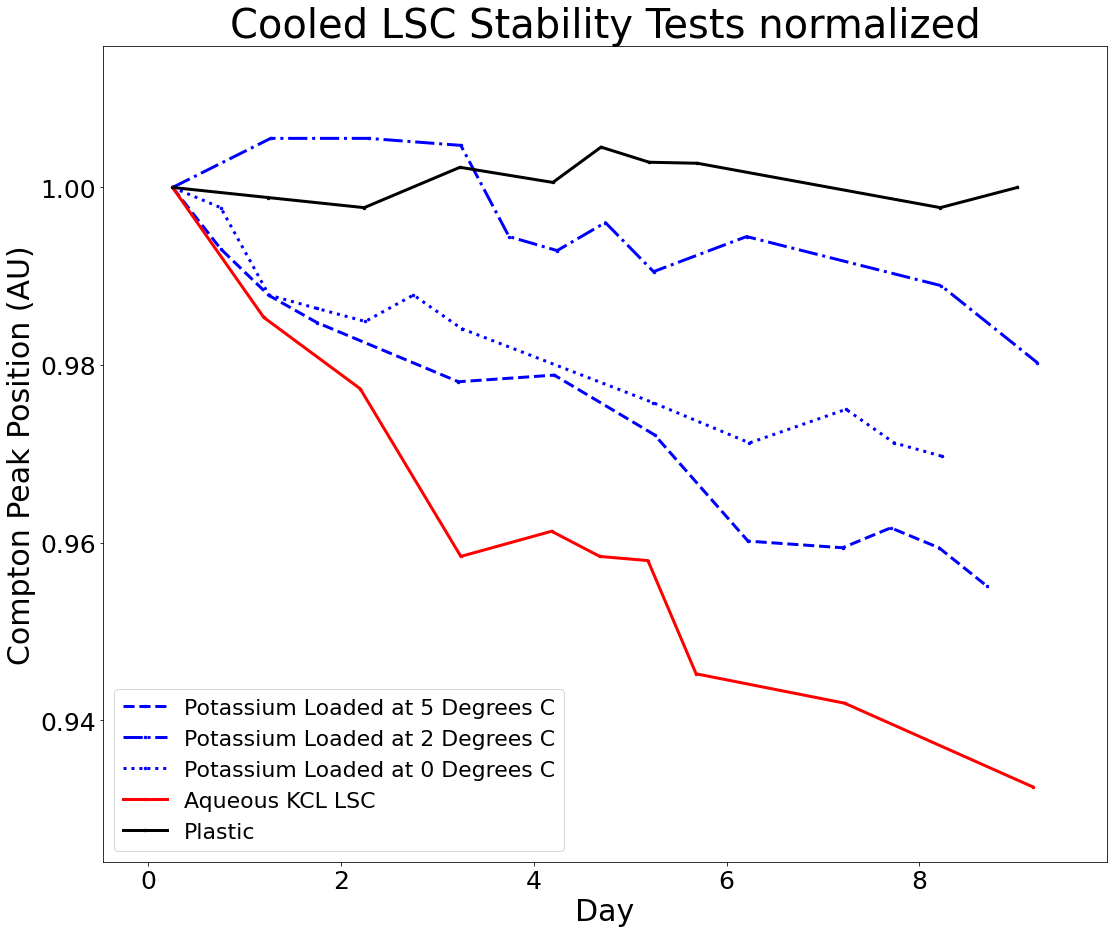 Cooled LSC Stability Tests normalized
Compton Peak Position (AU)
1.00
0.98
0.96
0.94
Potassium Loaded at 5 Degrees C
Potassium Loaded at 2 Degrees C
Potassium Loaded at 0 Degrees C
Aqueous KCL LSC
Plastic
0 2 4 6 8
Day